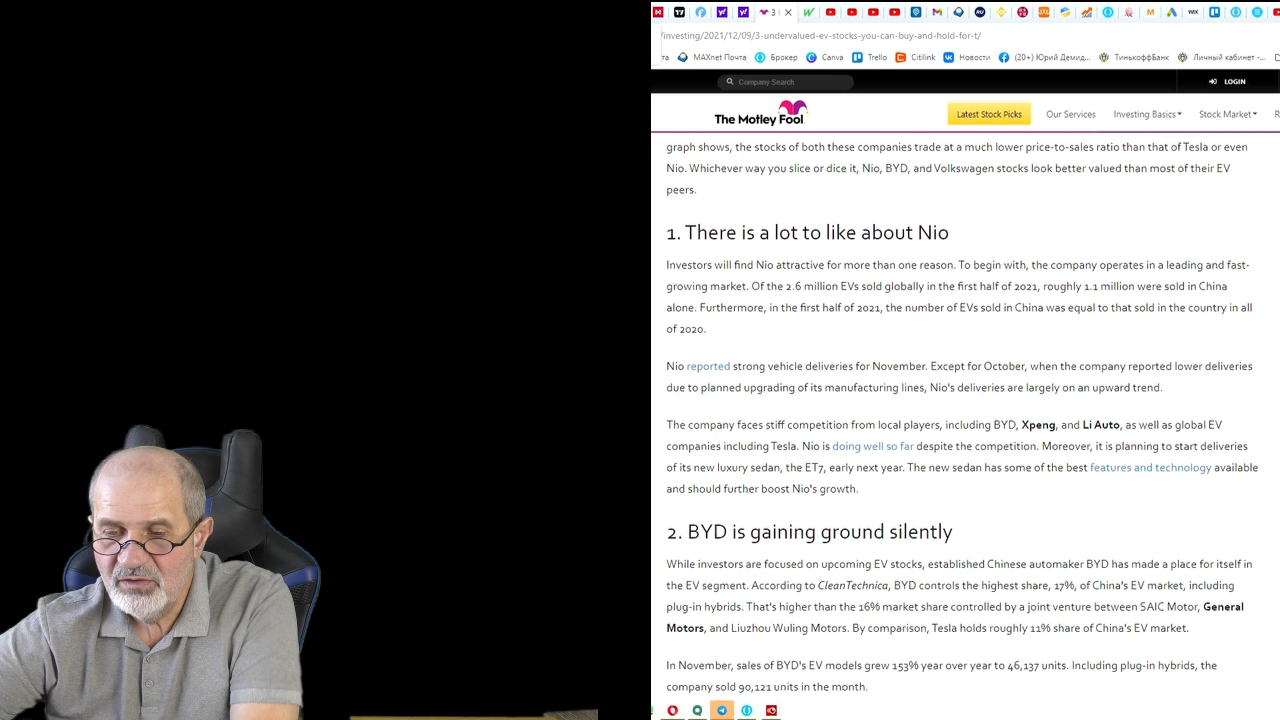 3
/investing/2021/12/09/3-undervalued-ev-stocks-you-can-buy-and-hold-for-t/
та MAXnet Почта Брокер Canva Trello Citilink Новости (20+) Юрий Демид... ТинькоффБанк Личный кабинет -...
Company Search LOGIN
The Motley Fool Latest Stock Picks Our Services Investing Basics Stock Market R
graph shows, the stocks of both these companies trade at a much lower price-to-sales ratio than that of Tesla or even
Nio. Whichever way you slice or dice it, Nio, BYD, and Volkswagen stocks look better valued than most of their EV
peers.
1. There is a lot to like about Nio
Investors will find Nio attractive for more than one reason. To begin with, the company operates in a leading and fast-
growing market. Of the 2.6 million EVs sold globally in the first half of 2021, roughly 1.1 million were sold in China
alone. Furthermore, in the first half of 2021, the number of EVs sold in China was equal to that sold in the country in all
of 2020.
Nio reported strong vehicle deliveries for November. Except for October, when the company reported lower deliveries
due to planned upgrading of its manufacturing lines, Nio's deliveries are largely on an upward trend.
The company faces stiff competition from local players, including BYD, Xpeng, and Li Auto, as well as global EV
companies including Tesla. Nio is doing well so far despite the competition. Moreover, it is planning to start deliveries
of its new luxury sedan, the ET7, early next year. The new sedan has some of the best features and technology available
and should further boost Nio's growth.
2. BYD is gaining ground silently
While investors are focused on upcoming EV stocks, established Chinese automaker BYD has made a place for itself in
the EV segment. According to CleanTechnica, BYD controls the highest share, 17%, of China's EV market, including
plug-in hybrids. That's higher than the 16% market share controlled by a joint venture between SAIC Motor, General
Motors, and Liuzhou Wuling Motors. By comparison, Tesla holds roughly 11% share of China's EV market.
In November, sales of BYD's EV models grew 153% year over year to 46,137 units. Including plug-in hybrids, the
company sold 90,121 units in the month.